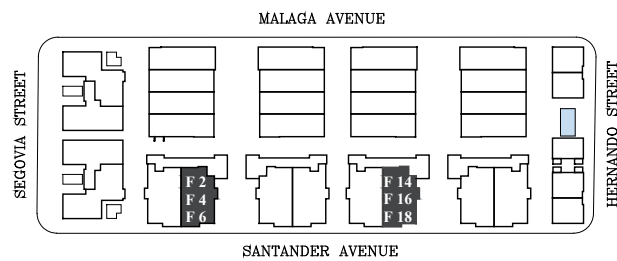 MALAGA AVENUE
SEGOVIA STREET
HERNANDO STREET
F 2
F 4
F 6
F 14
F 16
F 18
SANTANDER AVENUE